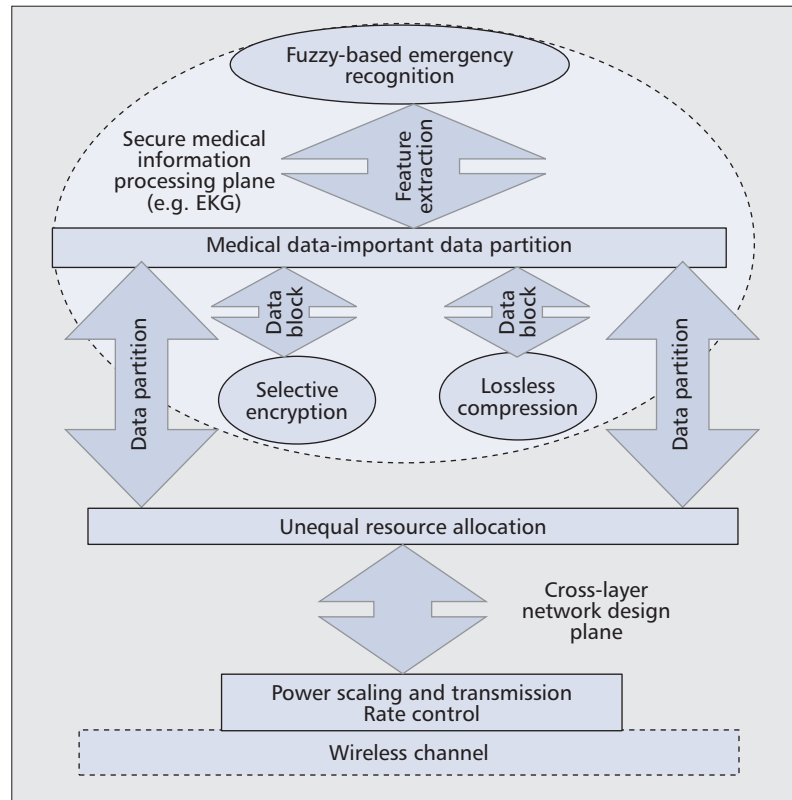 Fuzzy-based emergency
recognition
Secure medical
information
processing plane
(e.g. EKG)
Feature
extraction
Medical data-important data partition
Data partition
Data
block
Data
block
Data partition
Selective
encryption
Lossless
compression
Unequal resource allocation
Cross-layer
network design
plane
Power scaling and transmission
Rate control
Wireless channel